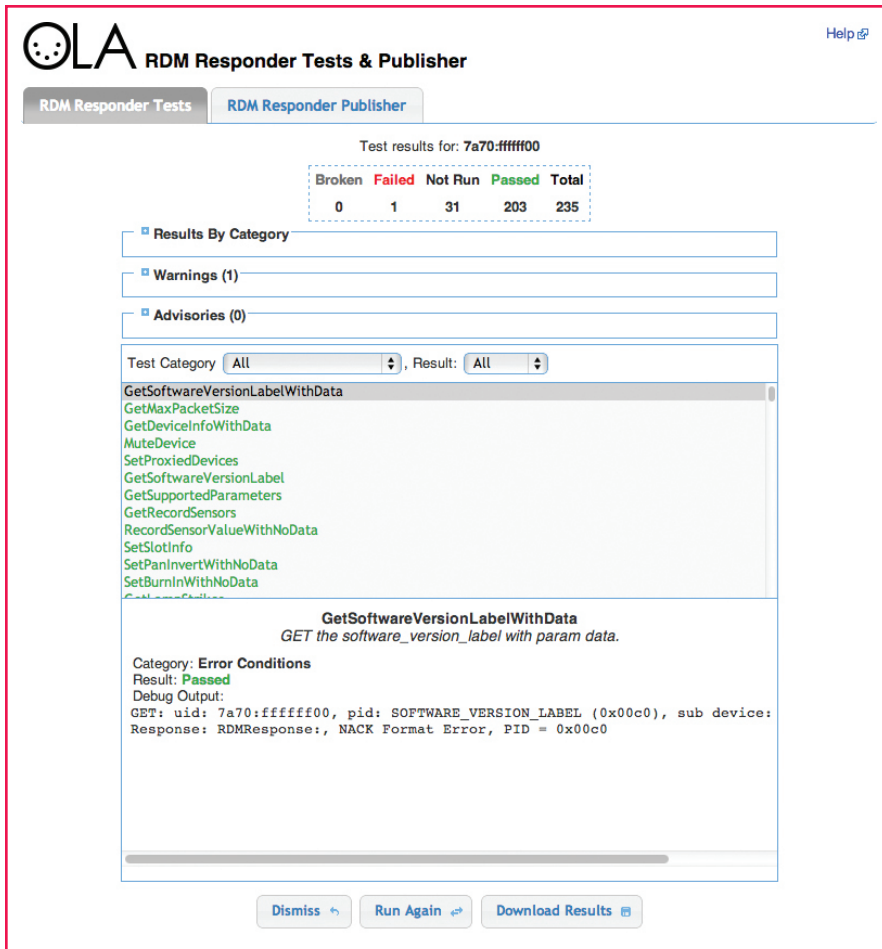 Help
OLA RDM Responder Tests & Publisher
RDM Responder Tests RDM Responder Publisher
Test results for: 7a70:ffffff00
Broken Failed Not Run Passed Total
0 1 31 203 235
Results By Category
Warnings (1)
Advisories (0)
Test Category All , Result: All
GetSoftwareVersionLabelWithData
GetMaxPacketSize
GetDeviceInfoWithData
MuteDevice
SetProxiedDevices
GetSoftwareVersionLabel
GetSupportedParameters
GetRecordSensors
RecordSensorValueWithNoData
SetSlotInfo
SetPanInvertWithNoData
SetBurnInWithNoData
GetLampStrikes
GetSoftwareVersionLabelWithData
GET the software_version_label with param data.
Category: Error Conditions
Result: Passed
Debug Output:
GET: uid: 7a70:ffffff00, pid: SOFTWARE_VERSION_LABEL (0x00c0), sub device:
Response: RDMResponse:, NACK Format Error, PID = 0x00c0
Dismiss Run Again Download Results